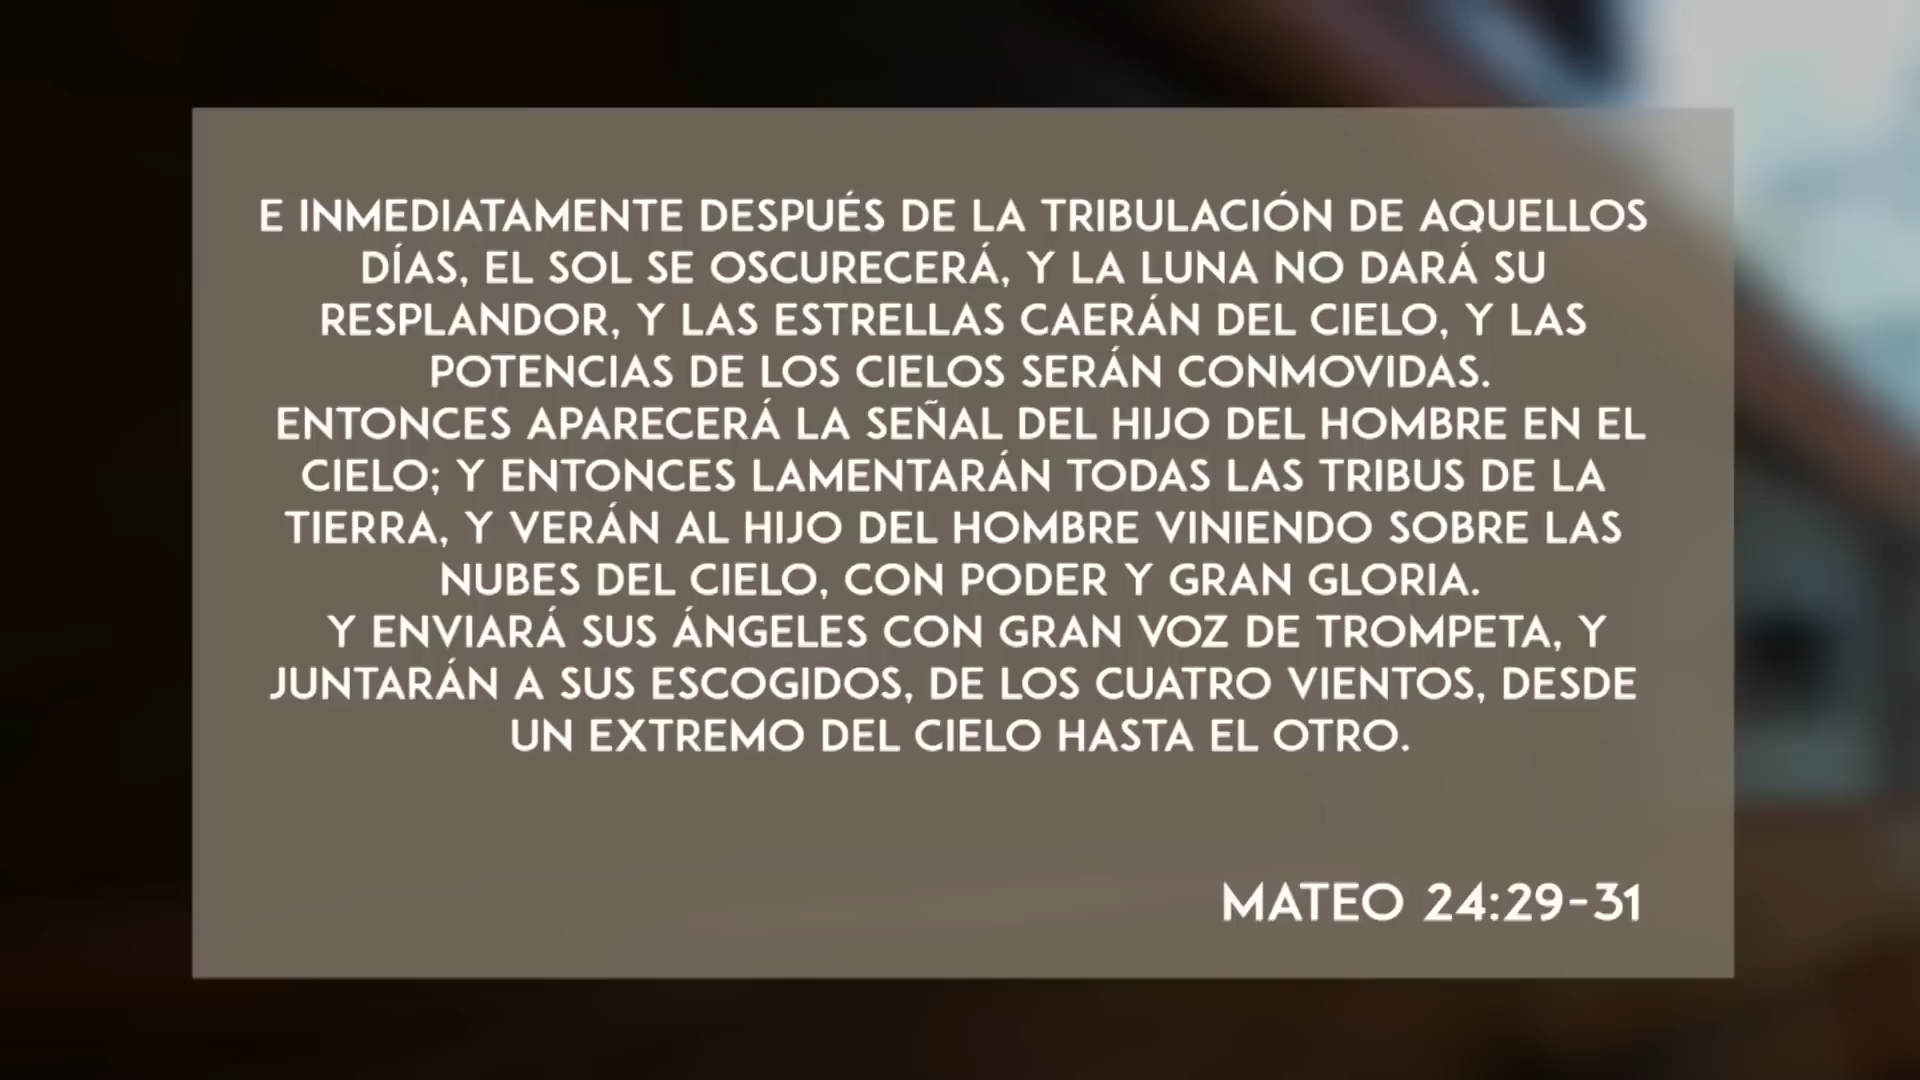 E INMEDIATAMENTE DESPUÉS DE LA TRIBULACIÓN DE AQUELLOS
DÍAS, EL SOL SE OSCURECERÁ, Y LA LUNA NO DARÁ SU
RESPLANDOR, Y LAS ESTRELLAS CAERÁN DEL CIELO, Y LAS
POTENCIAS DE LOS CIELOS SERÁN CONMOVIDAS.
ENTONCES APARECERÁ LA SEÑAL DEL HIJO DEL HOMBRE EN EL
CIELO; Y ENTONCES LAMENTARÁN TODAS LAS TRIBUS DE LA
TIERRA, Y VERÁN AL HIJO DEL HOMBRE VINIENDO SOBRE LAS
NUBES DEL CIELO, CON PODER Y GRAN GLORIA.
Y ENVIARÁ SUS ÁNGELES CON GRAN VOZ DE TROMPETA, Y
JUNTARÁN A SUS ESCOGIDOS, DE LOS CUATRO VIENTOS, DESDE
UN EXTREMO DEL CIELO HASTA EL OTRO.
MATEO 24:29-31